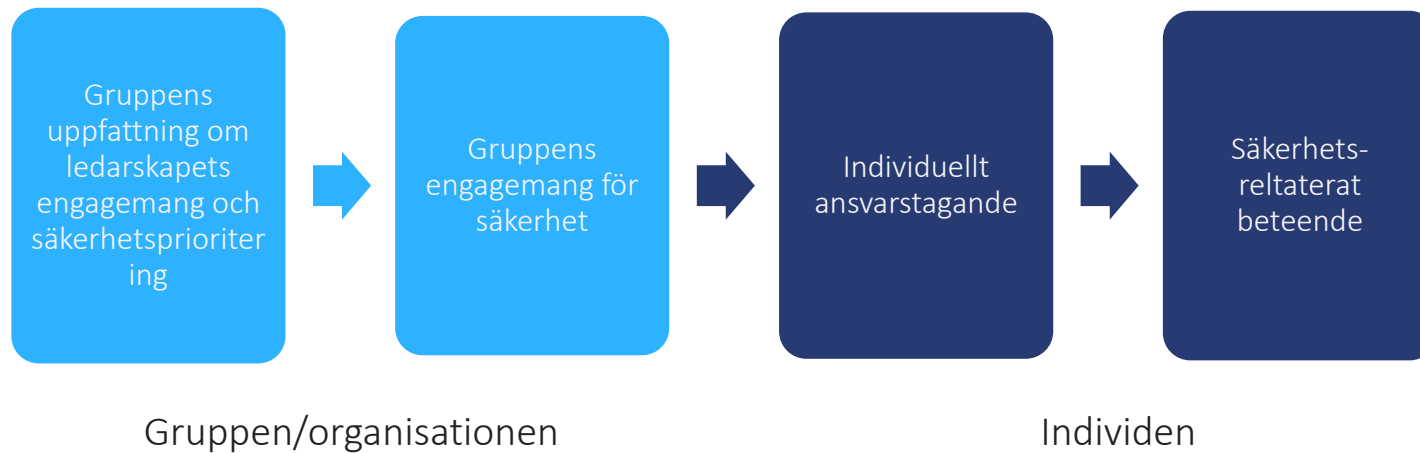 Gruppens
uppfattning om
ledarskapets
engagemang och
säkerhetsprioriter
ing
Gruppens
engagemang för
säkerhet
Individuellt
ansvarstagande
Säkerhets-
reltaterat
beteende
Gruppen/organisationen
Individen